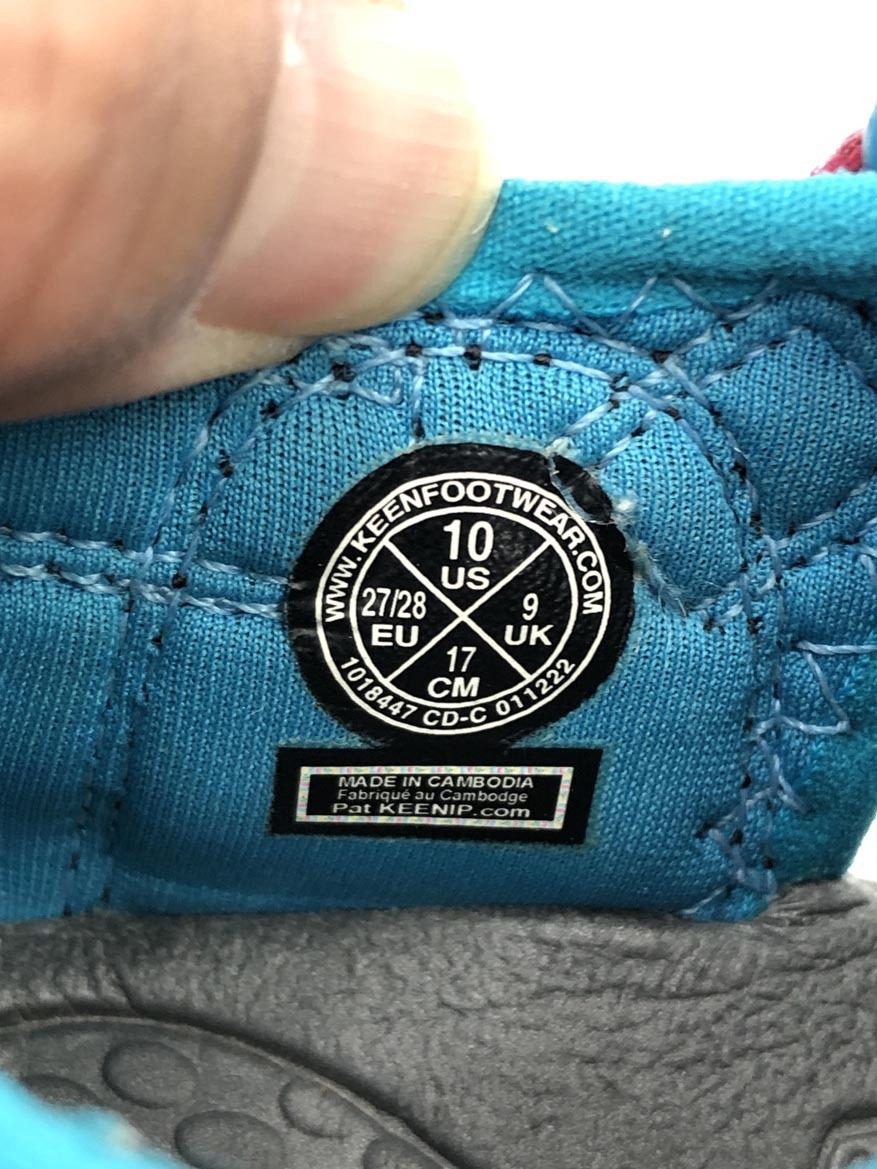 WWW.KEENFOOTWEAR.COM
10
US
27/28
EU
9
UK
17
CM
1018447 CD-C 011222
MADE IN CAMBODIA
Fabriqué au Cambodge
Pat KEENIP.com